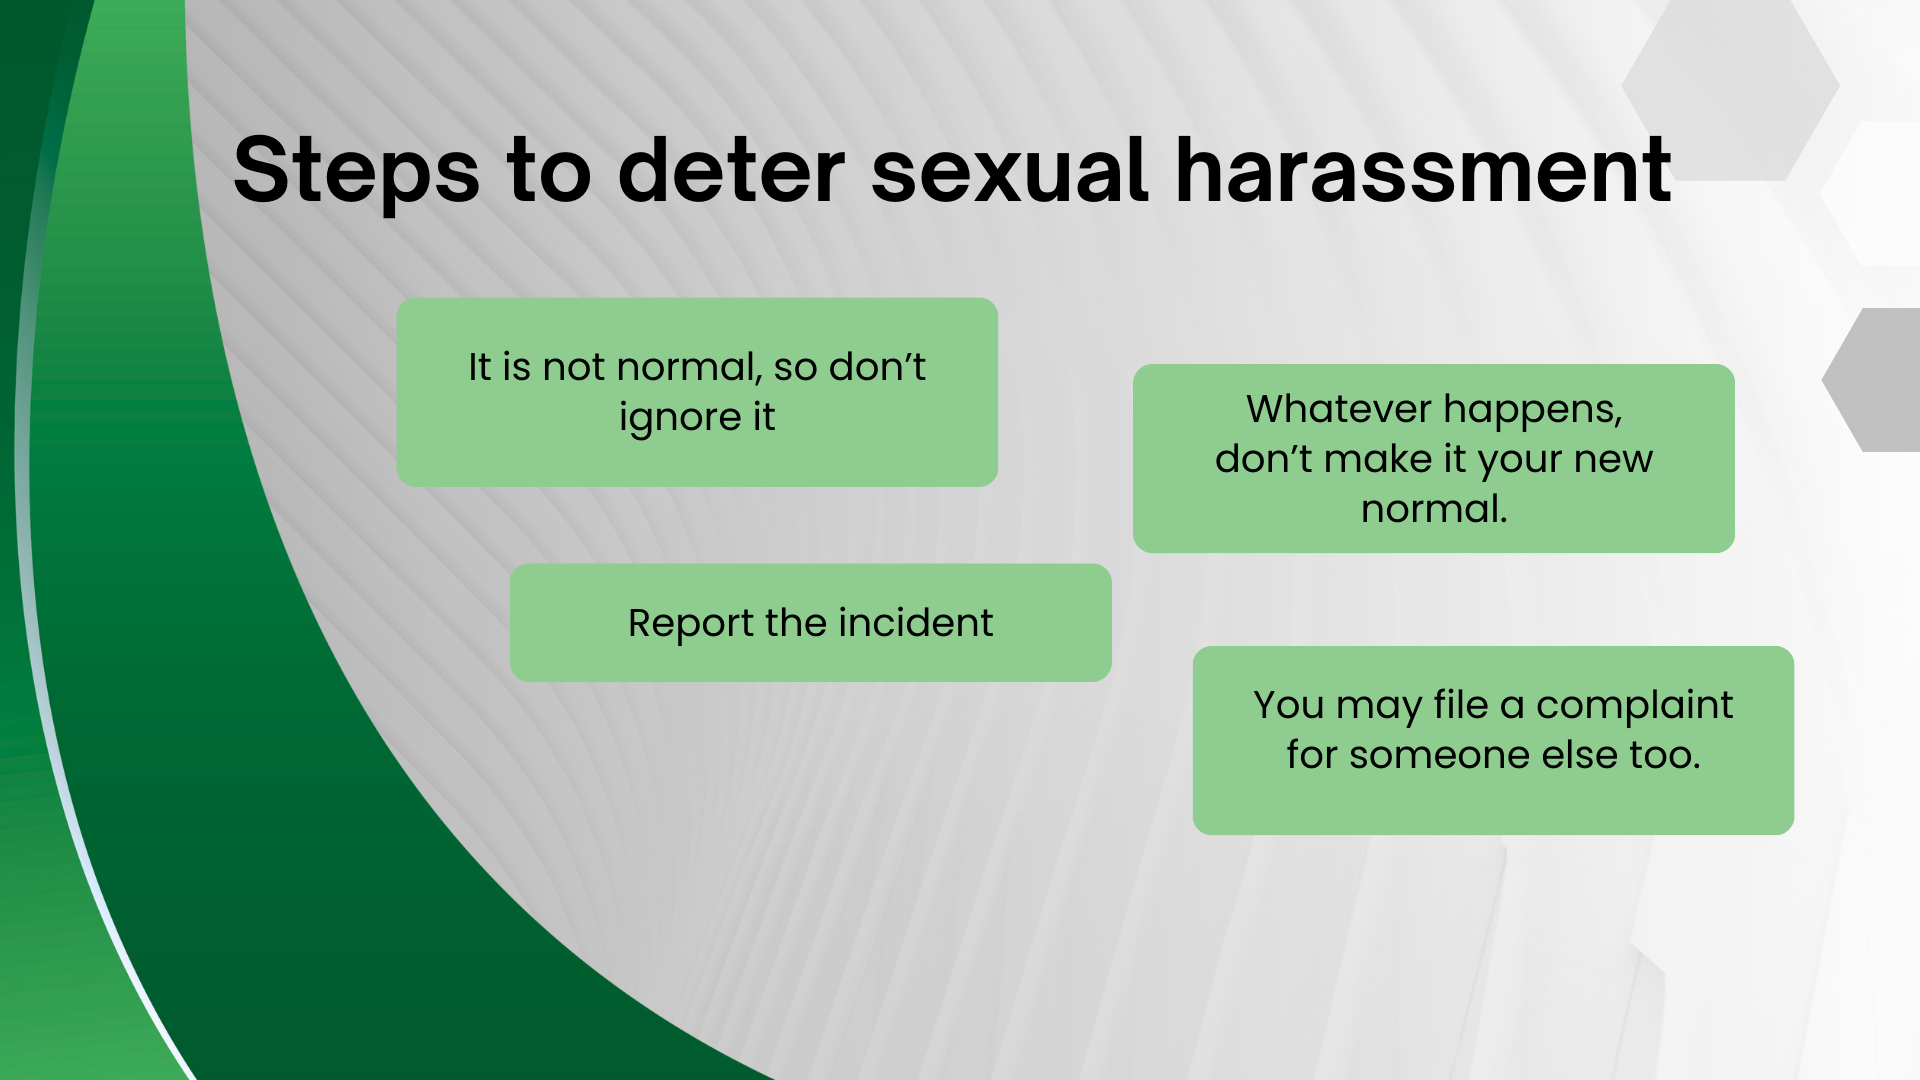 Steps to deter sexual harassment
It is not normal, so don’t
ignore it
Whatever happens,
don’t make it your new
normal.
Report the incident
You may file a complaint
for someone else too.